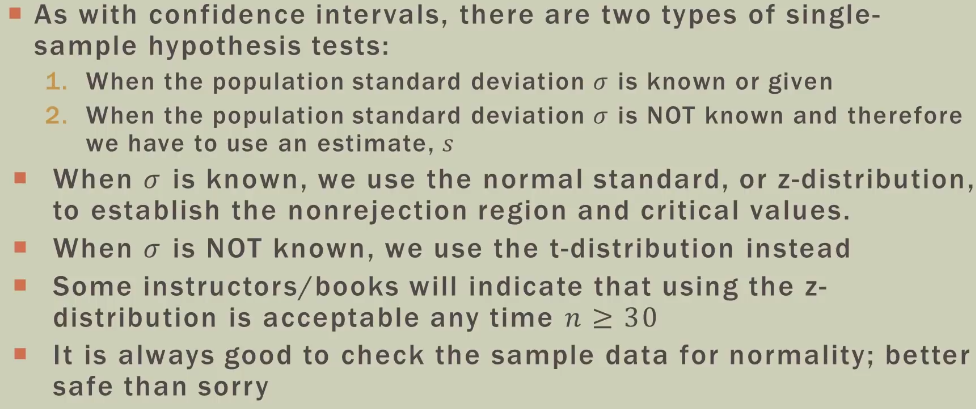 ▪ As with confidence intervals, there are two types of single-
sample hypothesis tests:
1. When the population standard deviation σ is known or given
2. When the population standard deviation σ is NOT known and therefore
we have to use an estimate, s
▪ When σ is known, we use the normal standard, or z-distribution,
to establish the nonrejection region and critical values.
▪ When σ is NOT known, we use the t-distribution instead
▪ Some instructors/books will indicate that using the z-
distribution is acceptable any time n ≥ 30
▪ It is always good to check the sample data for normality; better
safe than sorry